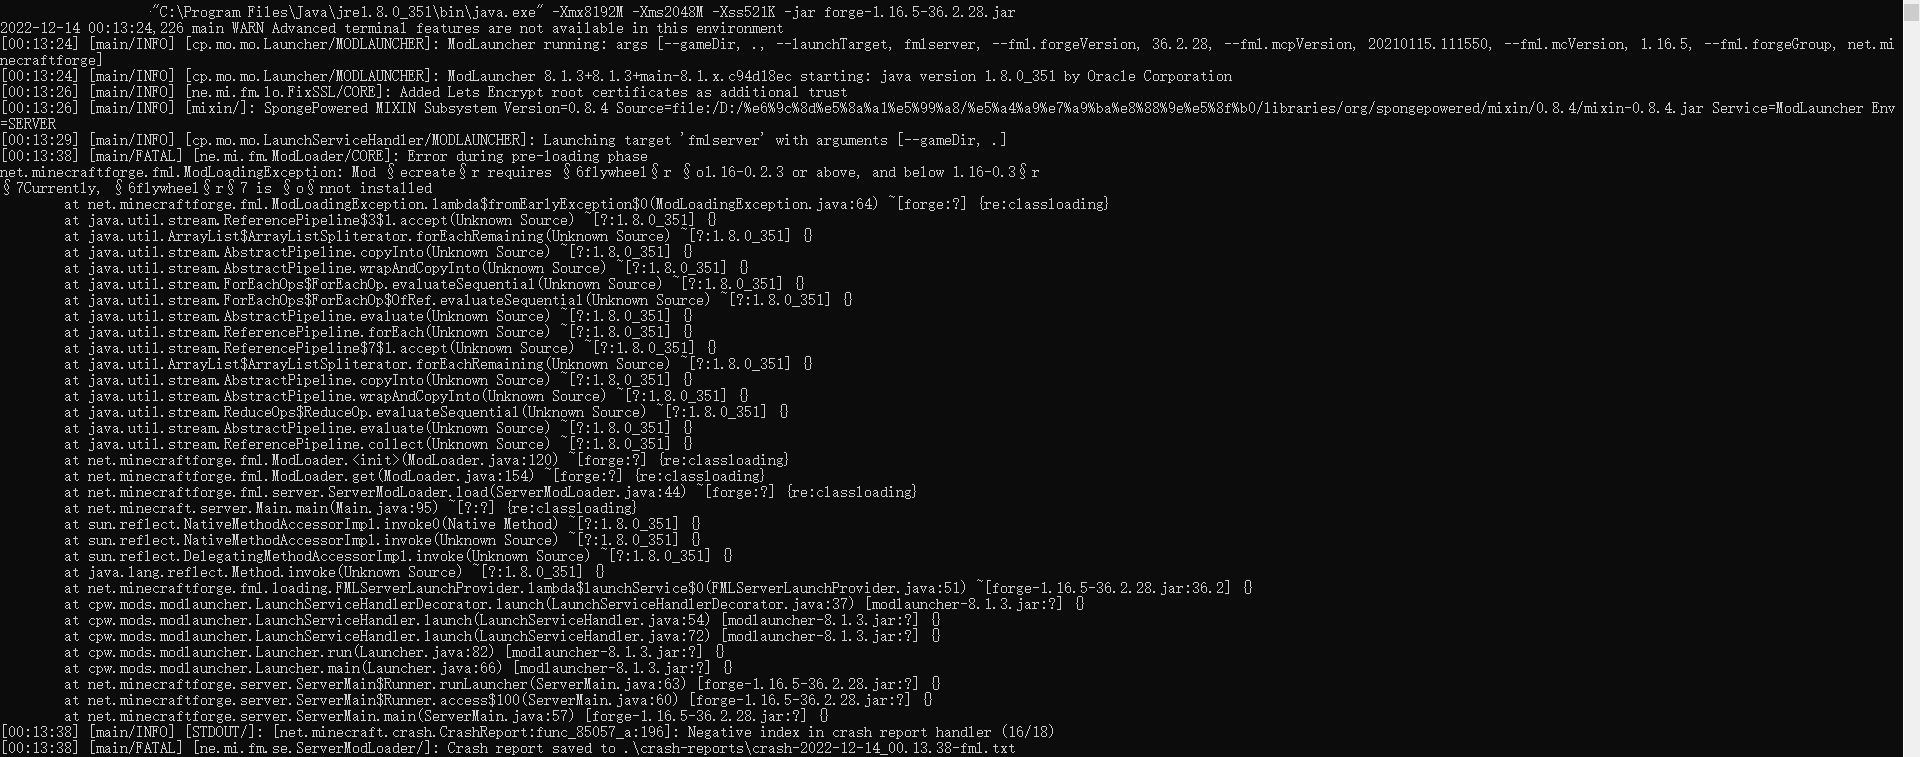 "C:\Program Files\Java\jre1.8.0_351\bin\java.exe" -Xmx8192M -Xms2048M -Xss521K -jar forge-1.16.5-36.2.28.jar
2022-12-14 00:13:24,226 main WARN Advanced terminal features are not available in this environment
[00:13:24] [main/INFO] [cp.mo.mo.Launcher/MODLAUNCHER]: ModLauncher running: args [--gameDir, ., --launchTarget, fmlserver, --fml.forgeVersion, 36.2.28, --fml.mcpVersion, 20210115.111550, --fml.mcVersion, 1.16.5, --fml.forgeGroup, net.mi
necraftforge]
[00:13:24] [main/INFO] [cp.mo.mo.Launcher/MODLAUNCHER]: ModLauncher 8.1.3+8.1.3+main-8.1.x.c94d18ec starting: java version 1.8.0_351 by Oracle Corporation
[00:13:26] [main/INFO] [ne.mi.fm.lo.FixSSL/CORE]: Added Lets Encrypt root certificates as additional trust
[00:13:26] [main/INFO] [mixin/]: SpongePowered MIXIN Subsystem Version=0.8.4 Source=file:/D:/%e6%9c%8d%e5%8a%a1%e5%99%a8/%e5%a4%a9%e7%a9%ba%e8%88%9e%e5%8f%b0/libraries/org/spongepowered/mixin/0.8.4/mixin-0.8.4.jar Service=ModLauncher Env
=SERVER
[00:13:29] [main/INFO] [cp.mo.mo.LaunchServiceHandler/MODLAUNCHER]: Launching target 'fmlserver' with arguments [--gameDir, .]
[00:13:38] [main/FATAL] [ne.mi.fm.ModLoader/CORE]: Error during pre-loading phase
net.minecraftforge.fml.ModLoadingException: Mod §ecreate§r requires §6flywheel§r §o1.16-0.2.3 or above, and below 1.16-0.3§r
§7Currently, §6flywheel§r§7 is §o§nnot installed
at net.minecraftforge.fml.ModLoadingException.lambda$fromEarlyException$0(ModLoadingException.java:64) ~[forge:?] {re:classloading}
at java.util.stream.ReferencePipeline$3$1.accept(Unknown Source) ~[?:1.8.0_351] {}
at java.util.ArrayList$ArrayListSpliterator.forEachRemaining(Unknown Source) ~[?:1.8.0_351] {}
at java.util.stream.AbstractPipeline.copyInto(Unknown Source) ~[?:1.8.0_351] {}
at java.util.stream.AbstractPipeline.wrapAndCopyInto(Unknown Source) ~[?:1.8.0_351] {}
at java.util.stream.ForEachOps$ForEachOp.evaluateSequential(Unknown Source) ~[?:1.8.0_351] {}
at java.util.stream.ForEachOps$ForEachOp$OfRef.evaluateSequential(Unknown Source) ~[?:1.8.0_351] {}
at java.util.stream.AbstractPipeline.evaluate(Unknown Source) ~[?:1.8.0_351] {}
at java.util.stream.ReferencePipeline.forEach(Unknown Source) ~[?:1.8.0_351] {}
at java.util.stream.ReferencePipeline$7$1.accept(Unknown Source) ~[?:1.8.0_351] {}
at java.util.ArrayList$ArrayListSpliterator.forEachRemaining(Unknown Source) ~[?:1.8.0_351] {}
at java.util.stream.AbstractPipeline.copyInto(Unknown Source) ~[?:1.8.0_351] {}
at java.util.stream.AbstractPipeline.wrapAndCopyInto(Unknown Source) ~[?:1.8.0_351] {}
at java.util.stream.ReduceOps$ReduceOp.evaluateSequential(Unknown Source) ~[?:1.8.0_351] {}
at java.util.stream.AbstractPipeline.evaluate(Unknown Source) ~[?:1.8.0_351] {}
at java.util.stream.ReferencePipeline.collect(Unknown Source) ~[?:1.8.0_351] {}
at net.minecraftforge.fml.ModLoader.<init>(ModLoader.java:120) ~[forge:?] {re:classloading}
at net.minecraftforge.fml.ModLoader.get(ModLoader.java:154) ~[forge:?] {re:classloading}
at net.minecraftforge.fml.server.ServerModLoader.load(ServerModLoader.java:44) ~[forge:?] {re:classloading}
at net.minecraft.server.Main.main(Main.java:95) ~[?:?] {re:classloading}
at sun.reflect.NativeMethodAccessorImpl.invoke0(Native Method) ~[?:1.8.0_351] {}
at sun.reflect.NativeMethodAccessorImpl.invoke(Unknown Source) ~[?:1.8.0_351] {}
at sun.reflect.DelegatingMethodAccessorImpl.invoke(Unknown Source) ~[?:1.8.0_351] {}
at java.lang.reflect.Method.invoke(Unknown Source) ~[?:1.8.0_351] {}
at net.minecraftforge.fml.loading.FMLServerLaunchProvider.lambda$launchService$0(FMLServerLaunchProvider.java:51) ~[forge-1.16.5-36.2.28.jar:36.2] {}
at cpw.mods.modlauncher.LaunchServiceHandlerDecorator.launch(LaunchServiceHandlerDecorator.java:37) [modlauncher-8.1.3.jar:?] {}
at cpw.mods.modlauncher.LaunchServiceHandler.launch(LaunchServiceHandler.java:54) [modlauncher-8.1.3.jar:?] {}
at cpw.mods.modlauncher.LaunchServiceHandler.launch(LaunchServiceHandler.java:72) [modlauncher-8.1.3.jar:?] {}
at cpw.mods.modlauncher.Launcher.run(Launcher.java:82) [modlauncher-8.1.3.jar:?] {}
at cpw.mods.modlauncher.Launcher.main(Launcher.java:66) [modlauncher-8.1.3.jar:?] {}
at net.minecraftforge.server.ServerMain$Runner.runLauncher(ServerMain.java:63) [forge-1.16.5-36.2.28.jar:?] {}
at net.minecraftforge.server.ServerMain$Runner.access$100(ServerMain.java:60) [forge-1.16.5-36.2.28.jar:?] {}
at net.minecraftforge.server.ServerMain.main(ServerMain.java:57) [forge-1.16.5-36.2.28.jar:?] {}
[00:13:38] [main/INFO] [STDOUT/]: [net.minecraft.crash.CrashReport:func_85057_a:196]: Negative index in crash report handler (16/18)
[00:13:38] [main/FATAL] [ne.mi.fm.se.ServerModLoader/]: Crash report saved to .\crash-reports\crash-2022-12-14_00.13.38-fml.txt